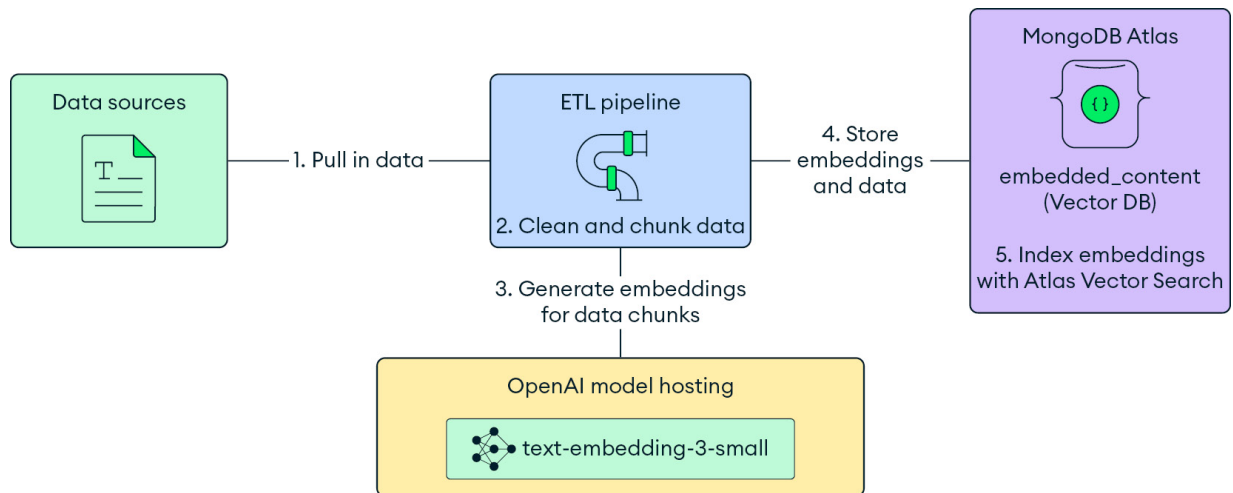 Data sources
T
1. Pull in data
ETL pipeline
2. Clean and chunk data
3. Generate embeddings
for data chunks
OpenAI model hosting
text-embedding-3-small
4. Store
embeddings
and data
MongoDB Atlas
{ }
embedded_content
(Vector DB)
5. Index embeddings
with Atlas Vector Search